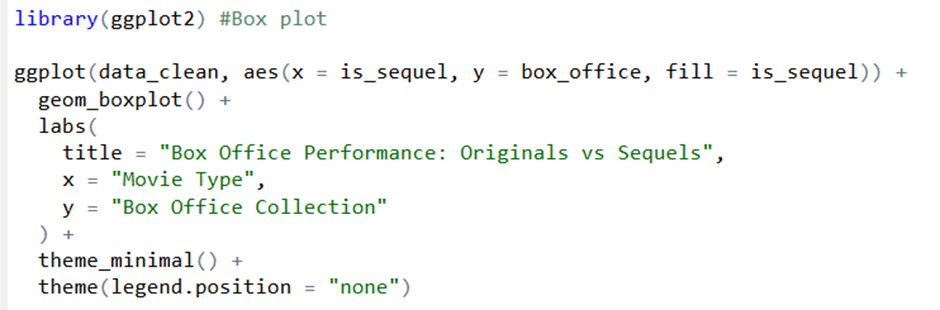 library(ggplot2) #Box plot
ggplot(data_clean, aes(x = is_sequel, y = box_office, fill = is_sequel)) +
  geom_boxplot() +
  labs(
    title = "Box Office Performance: Originals vs Sequels",
    x = "Movie Type",
    y = "Box Office Collection"
  ) +
  theme_minimal() +
  theme(legend.position = "none")